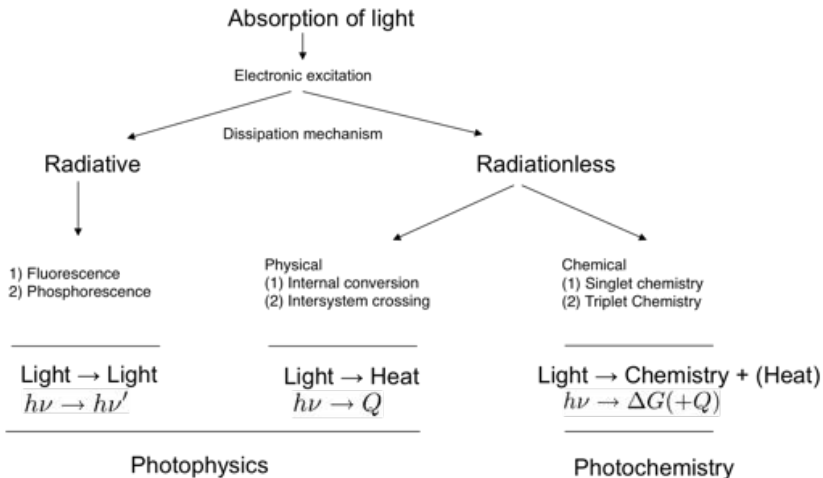 Absorption of light
Electronic excitation
Dissipation mechanism
Radiative
Radiationless
1) Fluorescence
2) Phosphorescence
Physical
(1) Internal conversion
(2) Intersystem crossing
Chemical
(1) Singlet chemistry
(2) Triplet Chemistry
Light → Light
hν → hν′
Light → Heat
hν → Q
Light → Chemistry + (Heat)
hν → ΔG(+Q)
Photophysics
Photochemistry